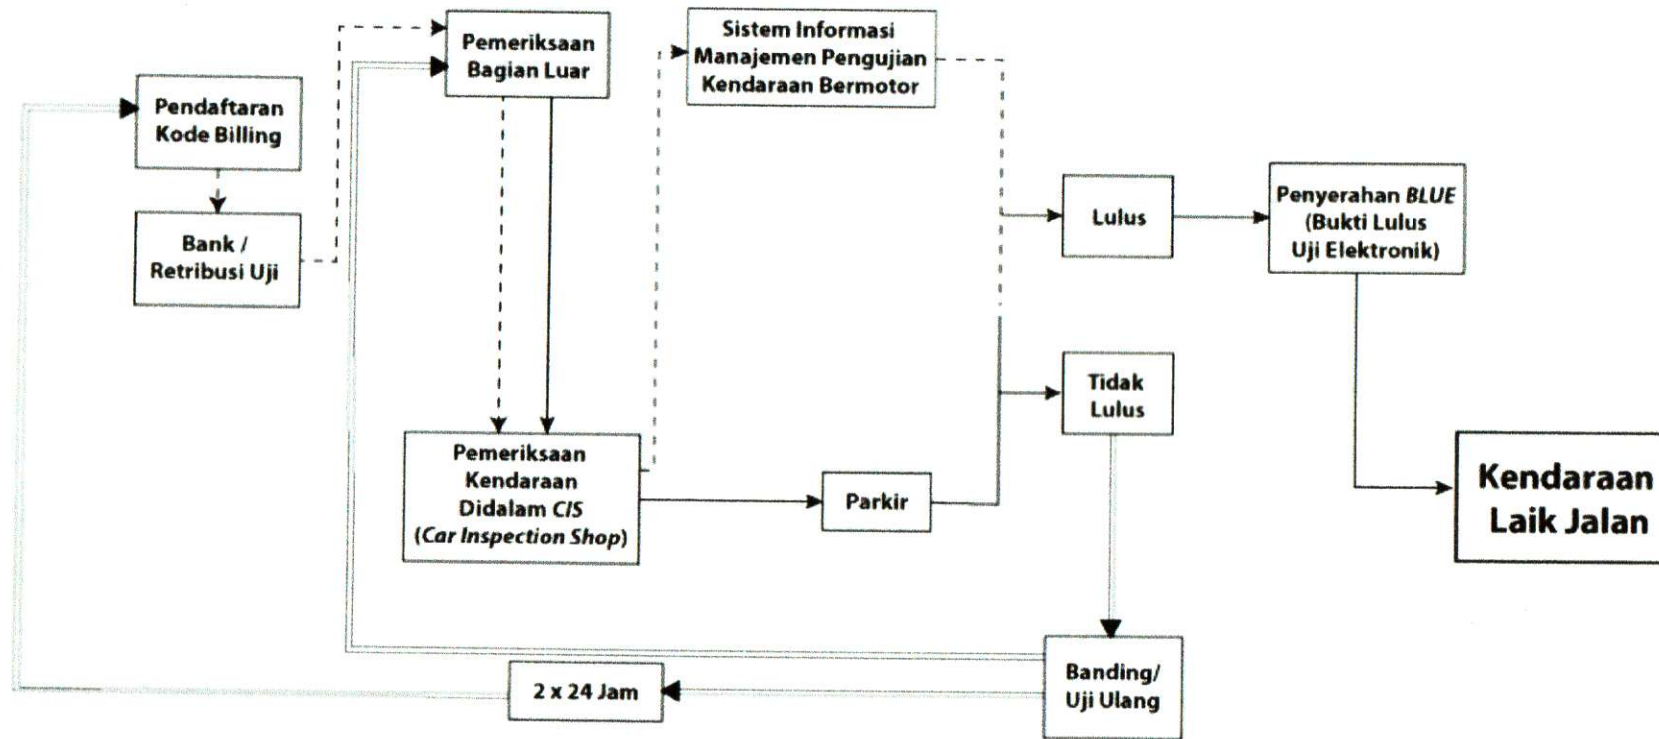 Pendaftaran
Kode Billing
Bank /
Retribusi Uji
Pemeriksaan
Bagian Luar
Pemeriksaan
Kendaraan
Didalam CIS
(Car Inspection Shop)
Sistem Informasi
Manajemen Pengujian
Kendaraan Bermotor
Parkir
Lulus
Tidak
Lulus
Banding/
Uji Ulang
2 x 24 Jam
Penyerahan BLUE
(Bukti Lulus
Uji Elektronik)
Kendaraan
Laik Jalan